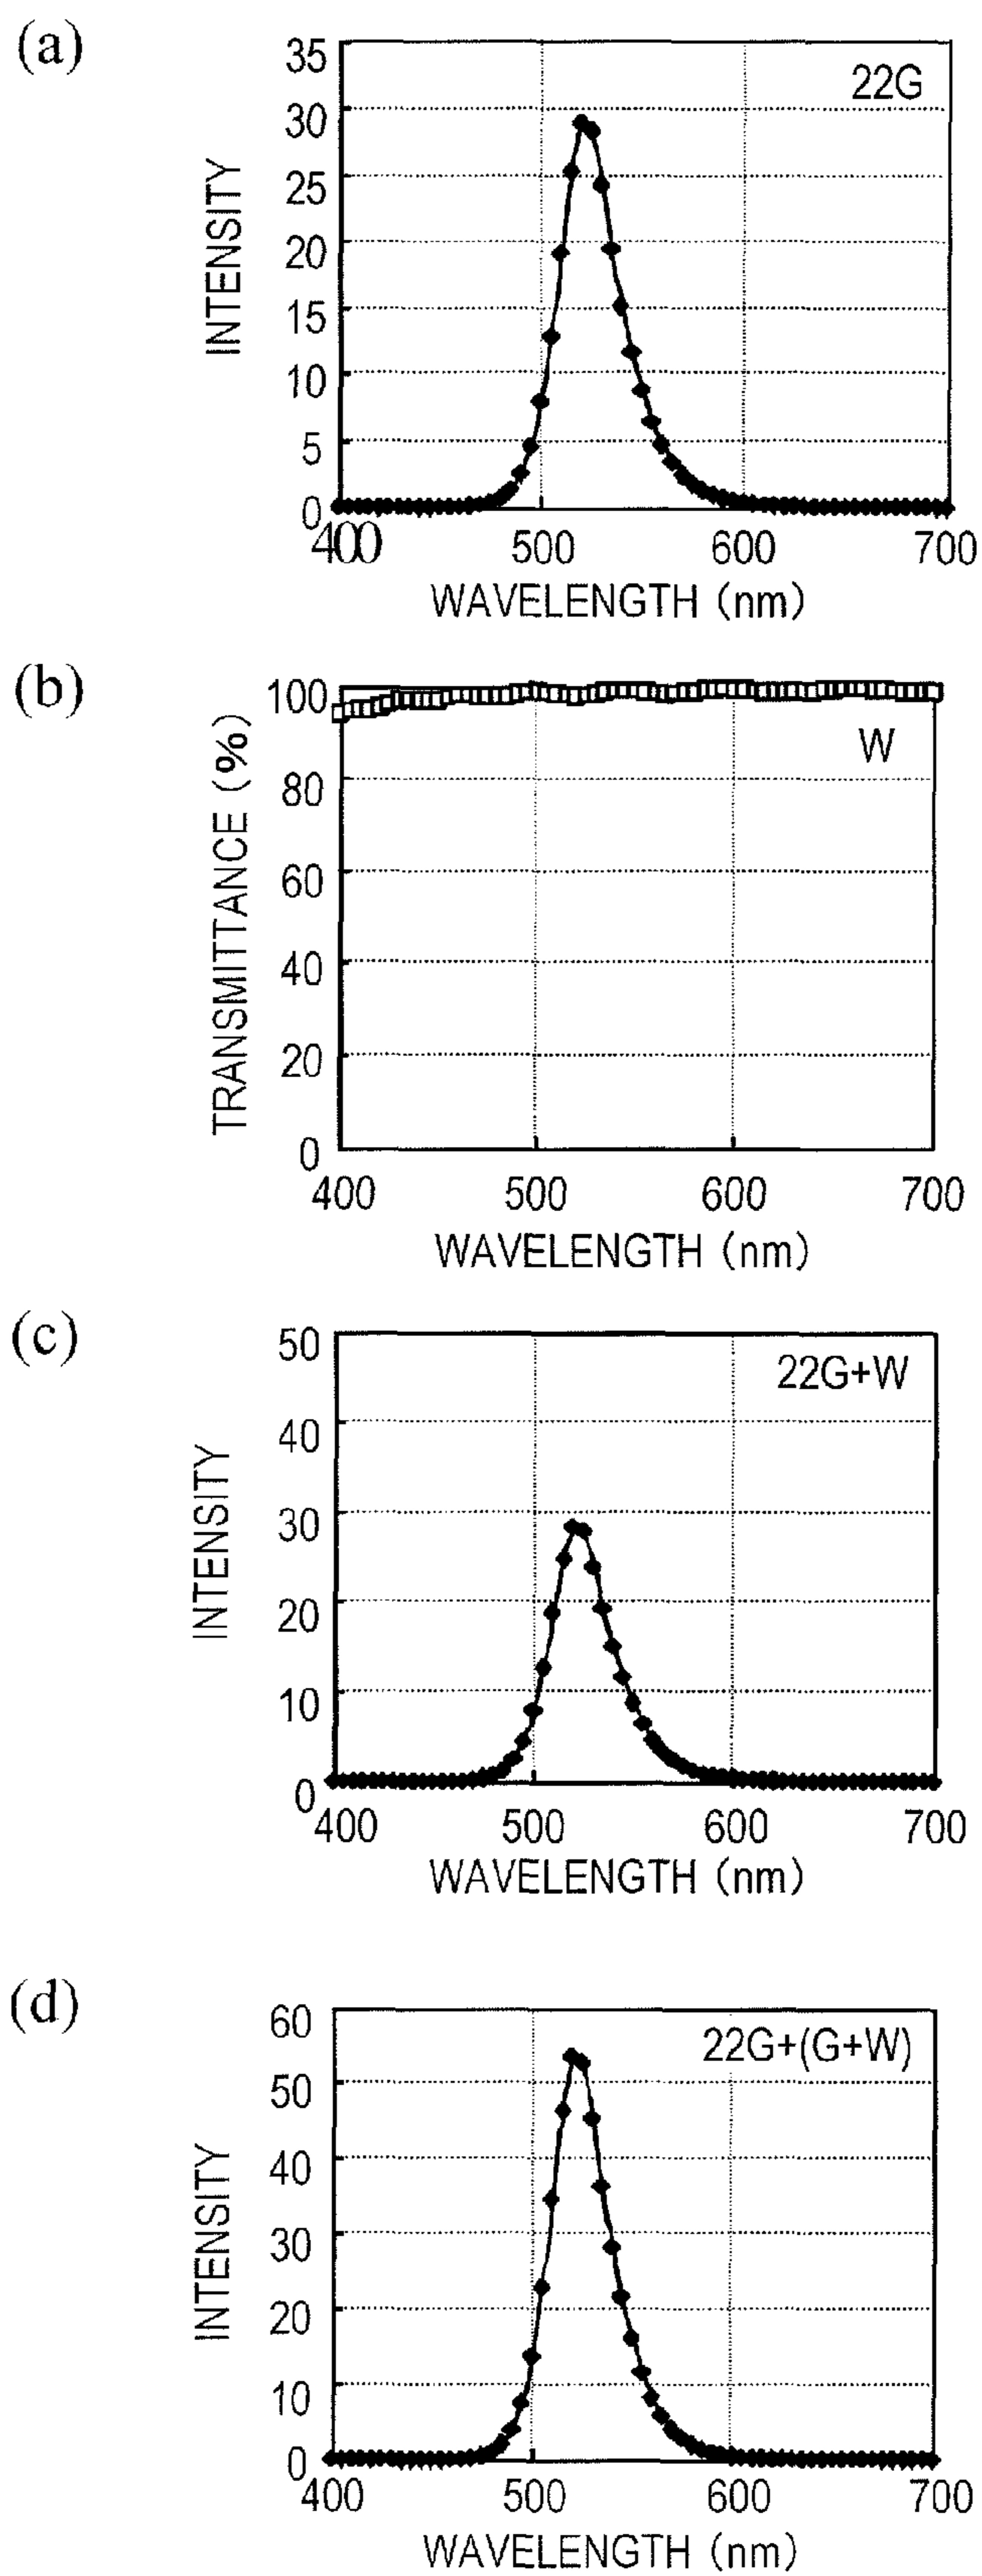 (a)
35
30
25
20
15
10
5
0
INTENSITY
22G
400 500 600 700
WAVELENGTH (nm)
(b)
100
80
60
40
20
0
TRANSMITTANCE (%)
W
400 500 600 700
WAVELENGTH (nm)
(c)
50
40
30
20
10
0
INTENSITY
22G+W
400 500 600 700
WAVELENGTH (nm)
(d)
60
50
40
30
20
10
0
INTENSITY
22G+(G+W)
400 500 600 700
WAVELENGTH (nm)